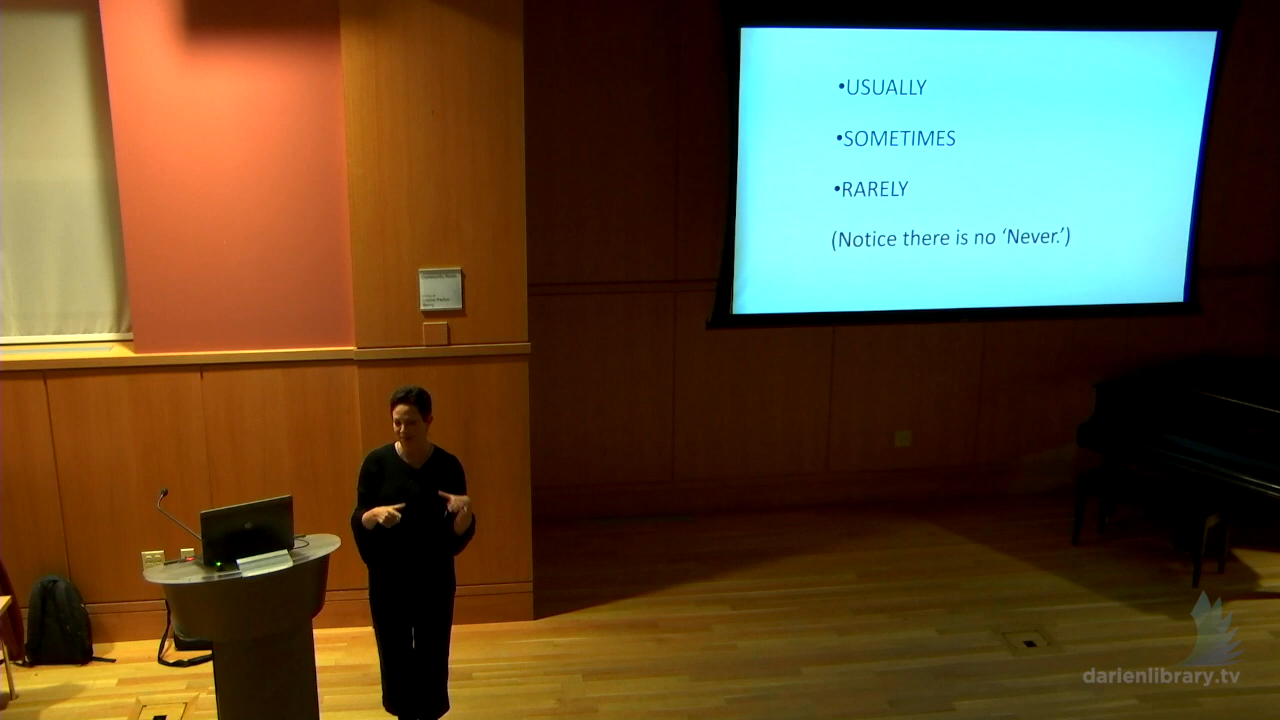 •USUALLY
•SOMETIMES
•RARELY
(Notice there is no ‘Never.’)
darienlibrary.tv